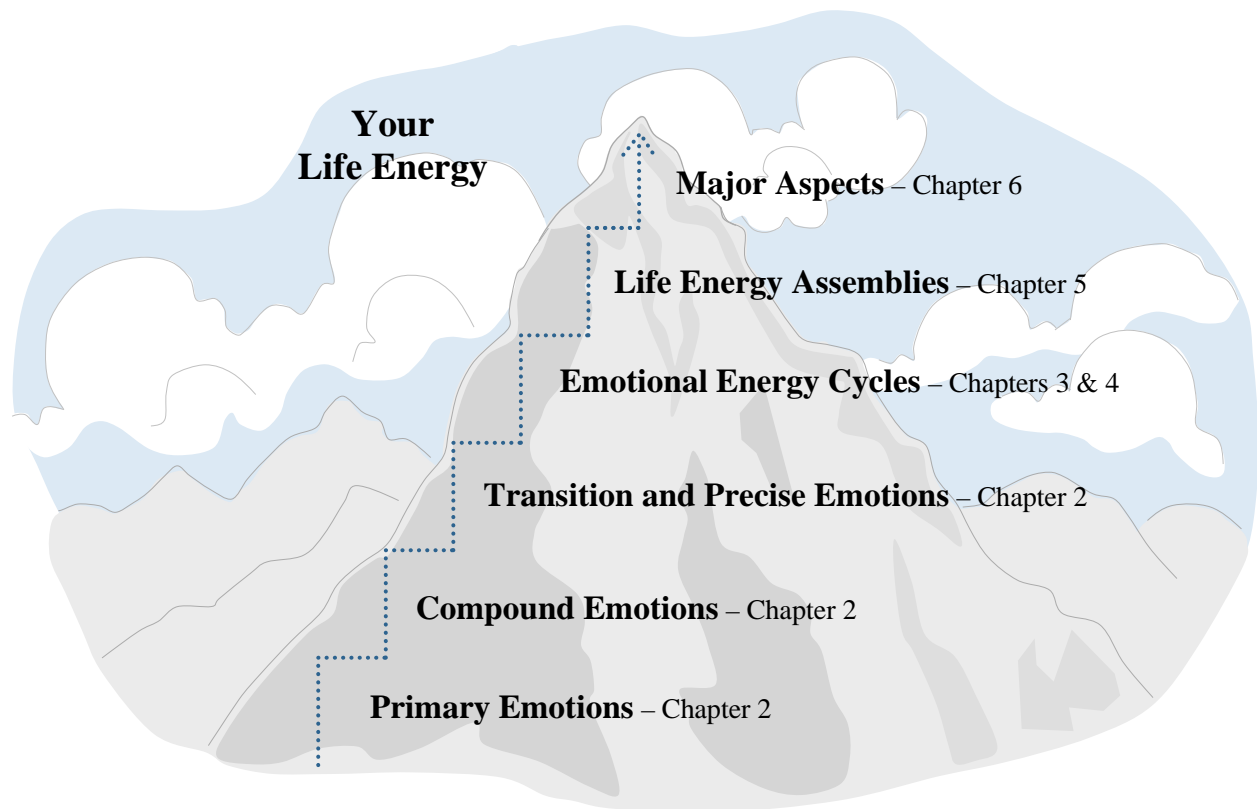 Your
Life Energy
Major Aspects – Chapter 6
Life Energy Assemblies – Chapter 5
Emotional Energy Cycles – Chapters 3 & 4
Transition and Precise Emotions – Chapter 2
Compound Emotions – Chapter 2
Primary Emotions – Chapter 2